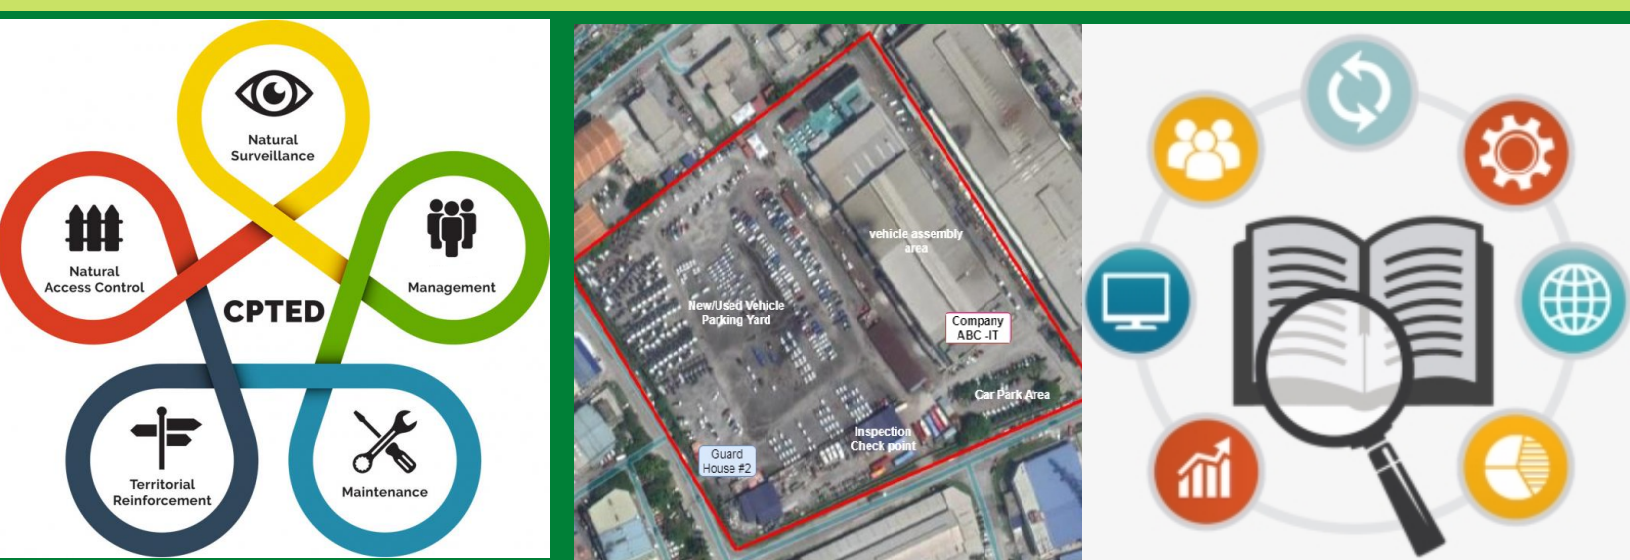 Natural
Surveillance
Natural
Access Control
Management
CPTED
Territorial
Reinforcement
Maintenance
vehicle assembly
area
New/Used Vehicle
Parking Yard
Company
ABC -IT
Car Park Area
Inspection
Check point
Guard
House #2